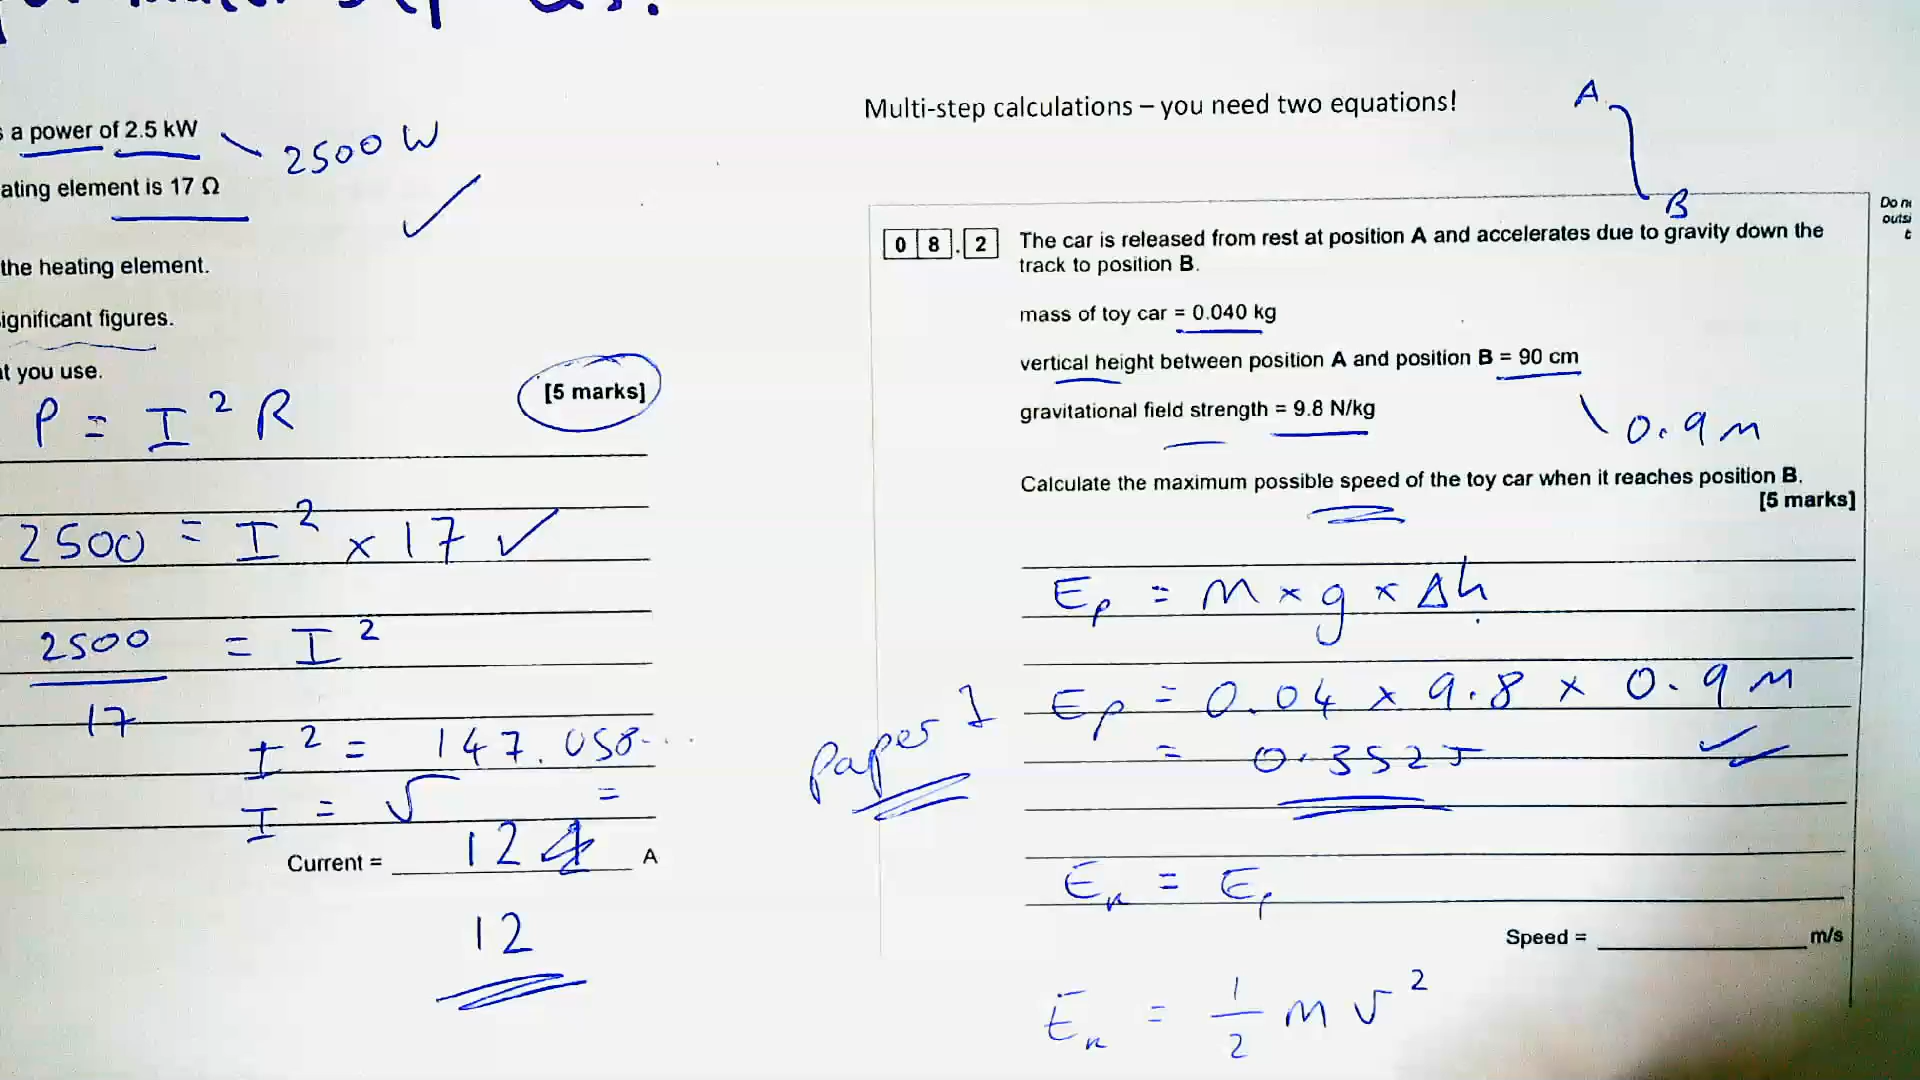 a power of 2.5 kW
2500 W
ating element is 17 Ω
the heating element.
ignificant figures.
t you use.
[5 marks]
P = I² R
2500 = I² × 17 ✓
2500 = I²
17
I² = 147.058...
I = √ =
Current = 12 A
12
Multi-step calculations – you need two equations!
A
B
Do n
outsi
08.2 The car is released from rest at position A and accelerates due to gravity down the
track to position B.
mass of toy car = 0.040 kg
vertical height between position A and position B = 90 cm
gravitational field strength = 9.8 N/kg
0.9 m
Calculate the maximum possible speed of the toy car when it reaches position B.
[5 marks]
Ep = m × g × Δh
Ep = 0.04 × 9.8 × 0.9 m
= 0.352J
Paper 1
Ek = Ep
Speed = m/s
Ek = 1/2 m v²